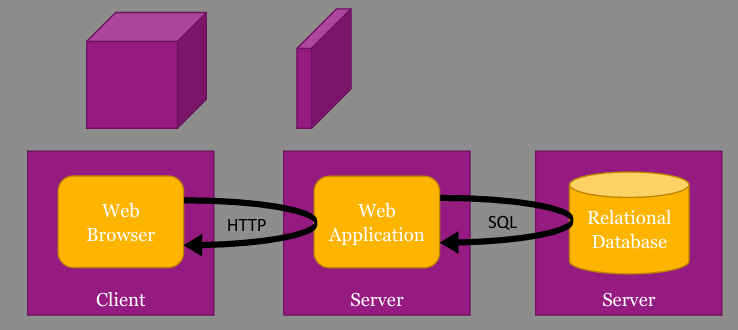 Web
Browser
HTTP
Web
Application
SQL
Relational
Database
Client
Server
Server